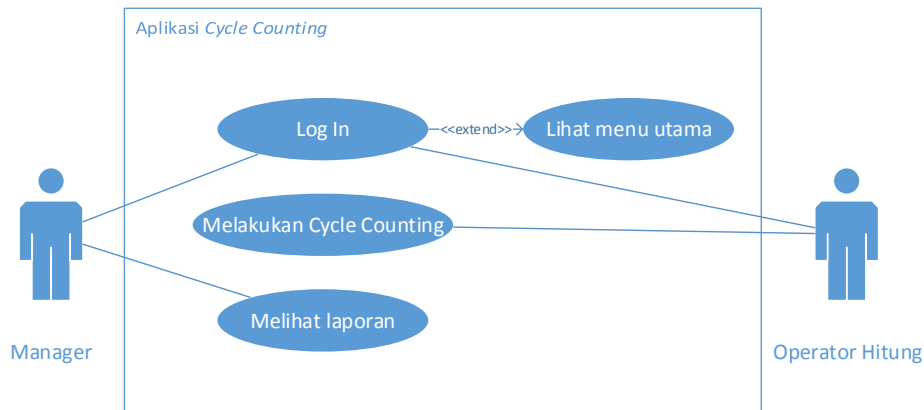 Aplikasi Cycle Counting
Log In
<<extend>>
Lihat menu utama
Melakukan Cycle Counting
Melihat laporan
Manager
Operator Hitung